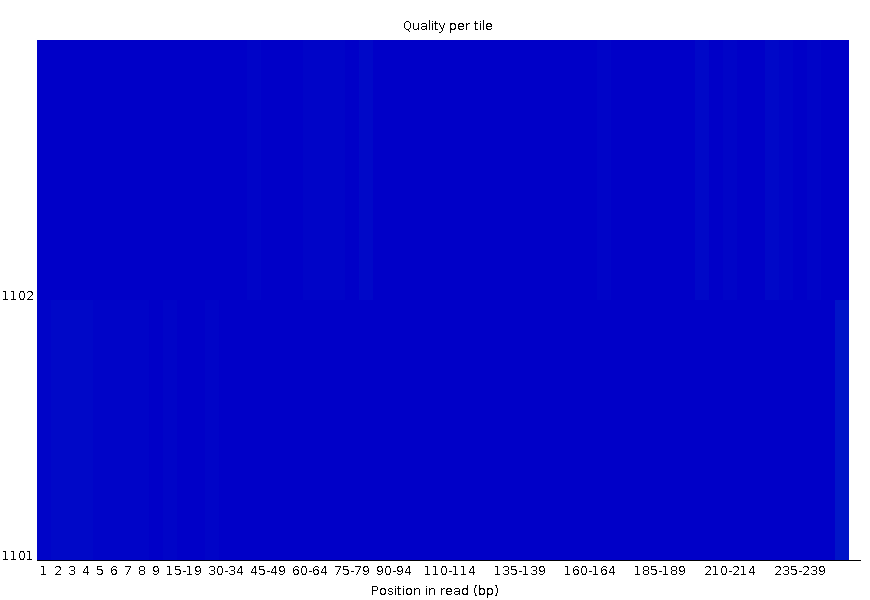 Quality per tile
1102
1101
1 2 3 4 5 6 7 8 9 15-19 30-34 45-49 60-64 75-79 90-94 110-114 135-139 160-164 185-189 210-214 235-239
Position in read (bp)